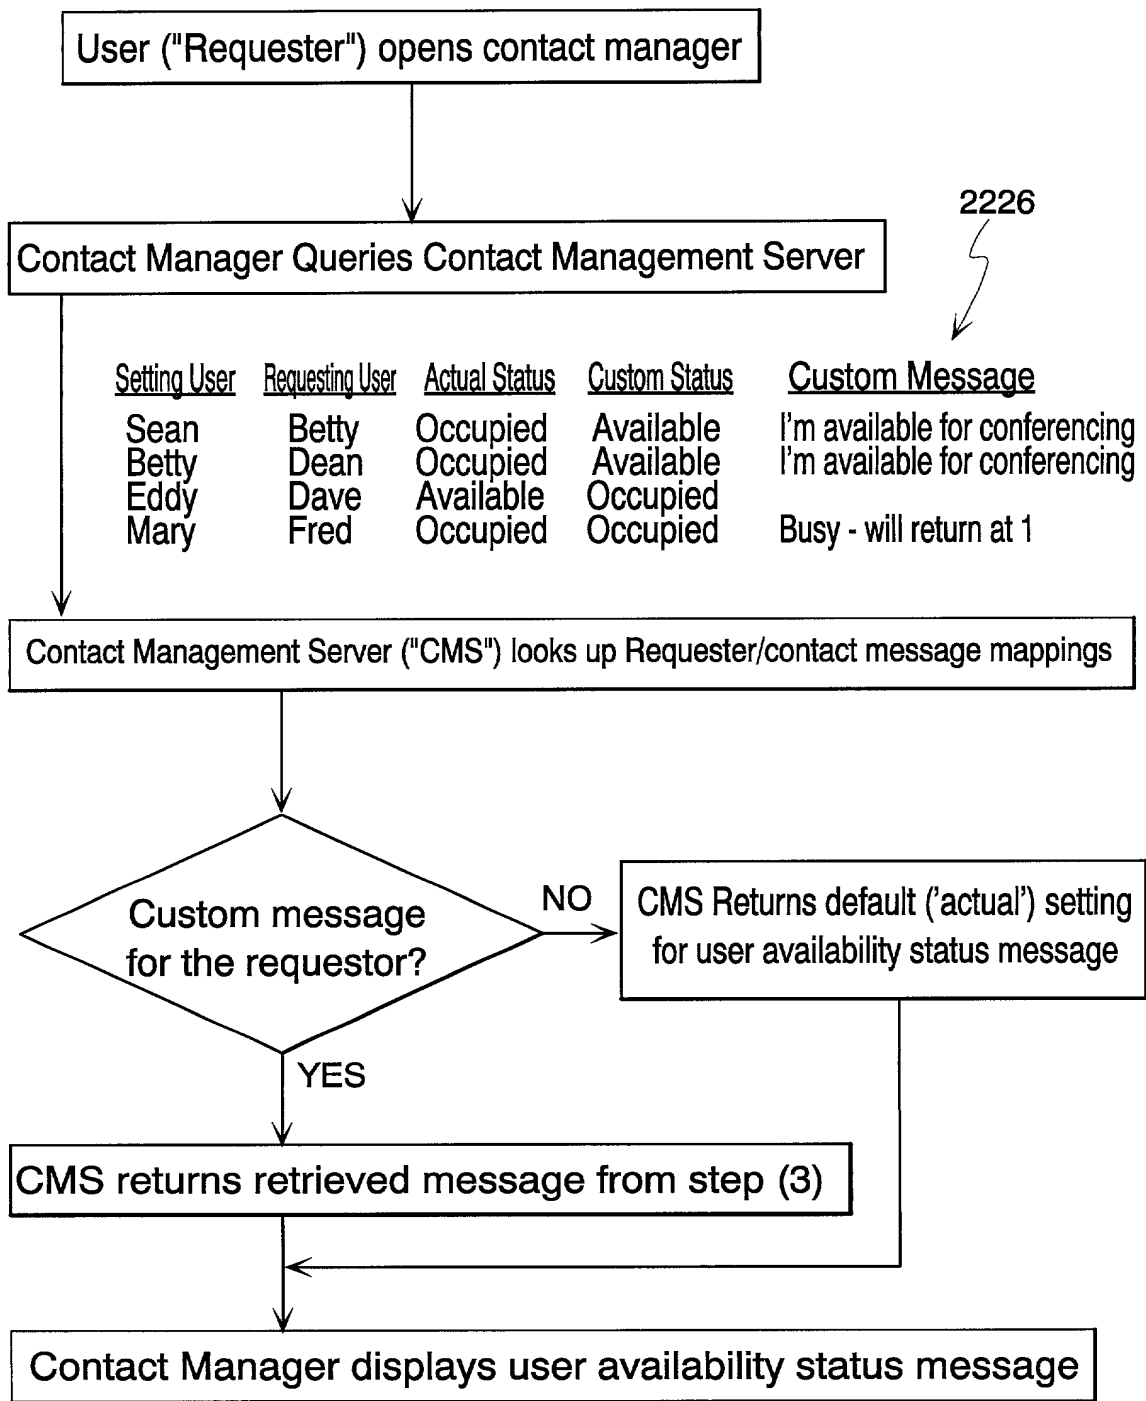 User ("Requester") opens contact manager
2226
Contact Manager Queries Contact Management Server
Setting User Requesting User Actual Status Custom Status Custom Message
Sean Betty Occupied Available I'm available for conferencing
Betty Dean Occupied Available I'm available for conferencing
Eddy Dave Available Occupied
Mary Fred Occupied Occupied Busy - will return at 1
Contact Management Server ("CMS") looks up Requester/contact message mappings
Custom message
for the requestor?
NO
CMS Returns default ('actual') setting
for user availability status message
YES
CMS returns retrieved message from step (3)
Contact Manager displays user availability status message